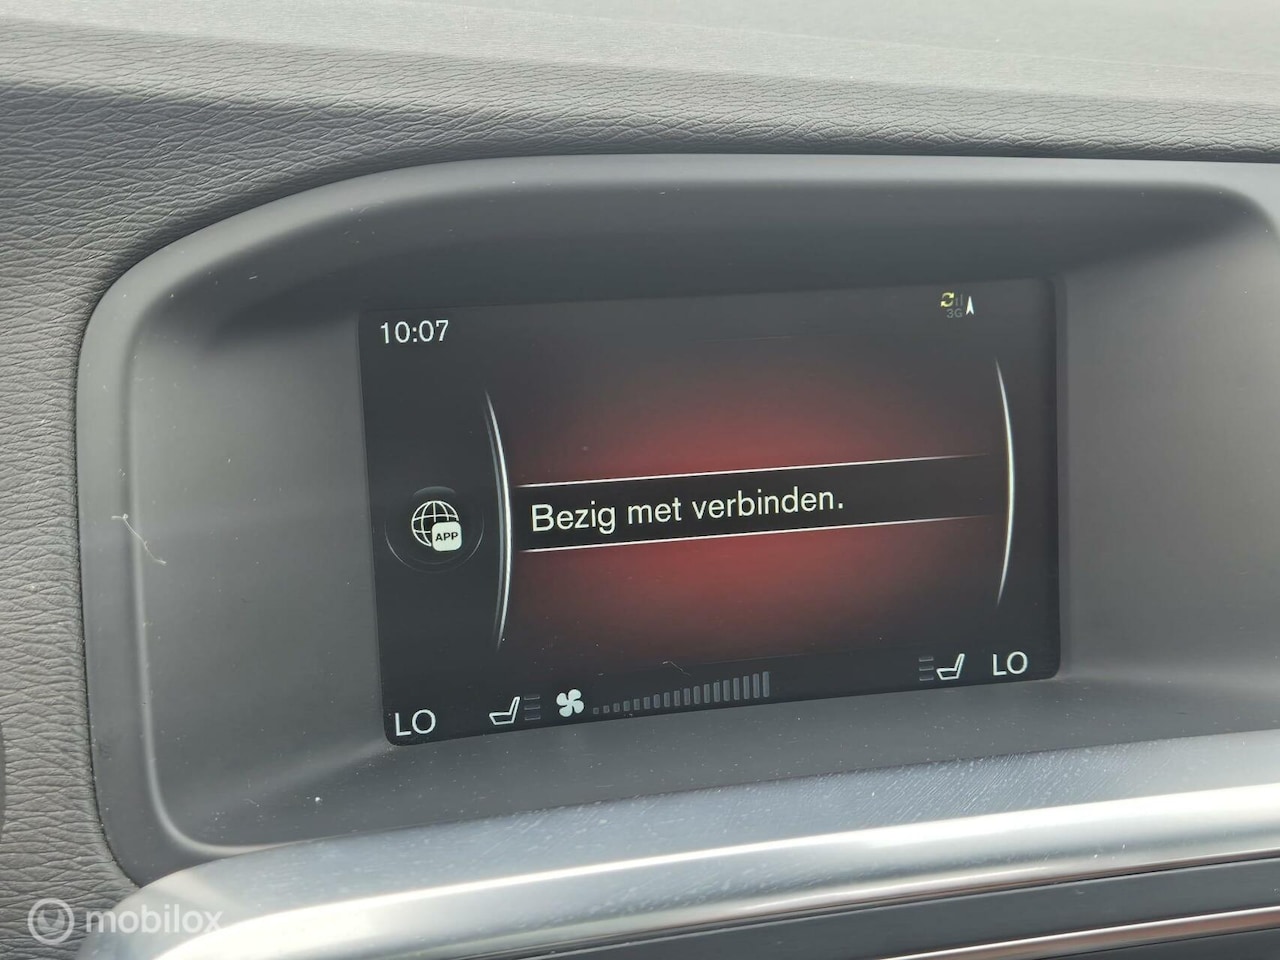 10:07
3G
APP
Bezig met verbinden.
LO
LO
mobilox